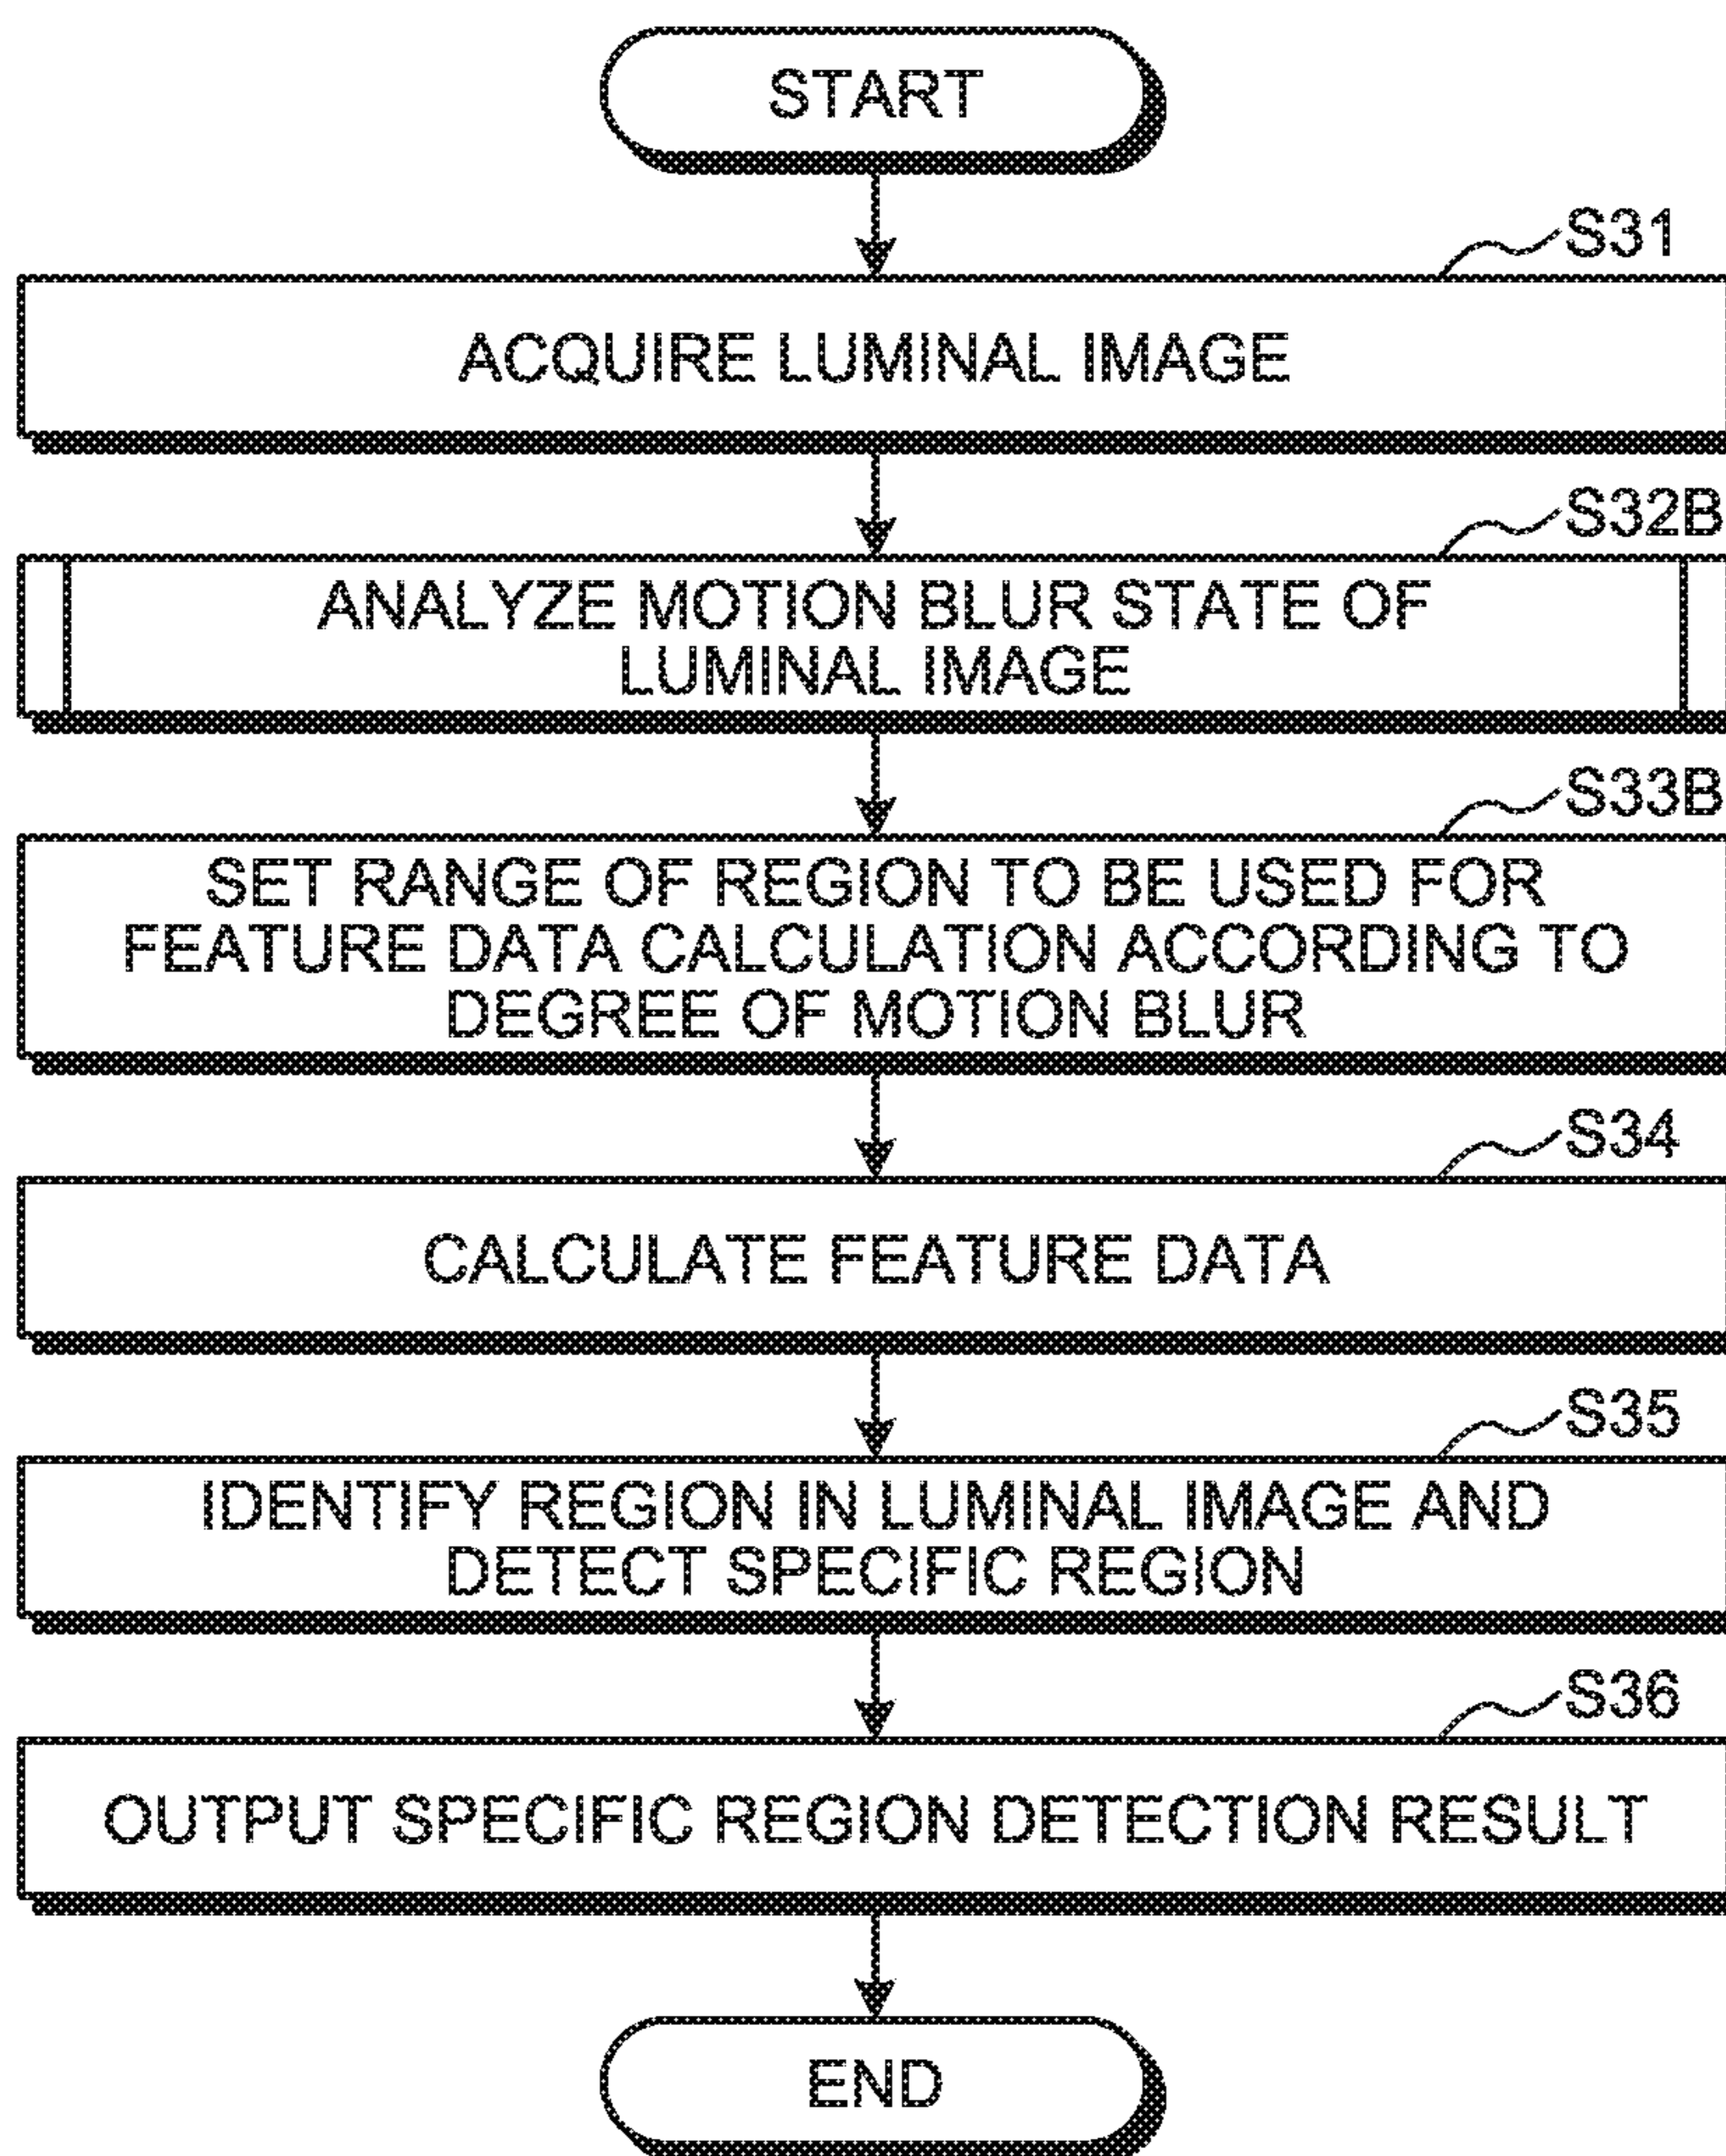 START
S31
ACQUIRE LUMINAL IMAGE
S32B
ANALYZE MOTION BLUR STATE OF
LUMINAL IMAGE
S33B
SET RANGE OF REGION TO BE USED FOR
FEATURE DATA CALCULATION ACCORDING TO
DEGREE OF MOTION BLUR
S34
CALCULATE FEATURE DATA
S35
IDENTIFY REGION IN LUMINAL IMAGE AND
DETECT SPECIFIC REGION
S36
OUTPUT SPECIFIC REGION DETECTION RESULT
END